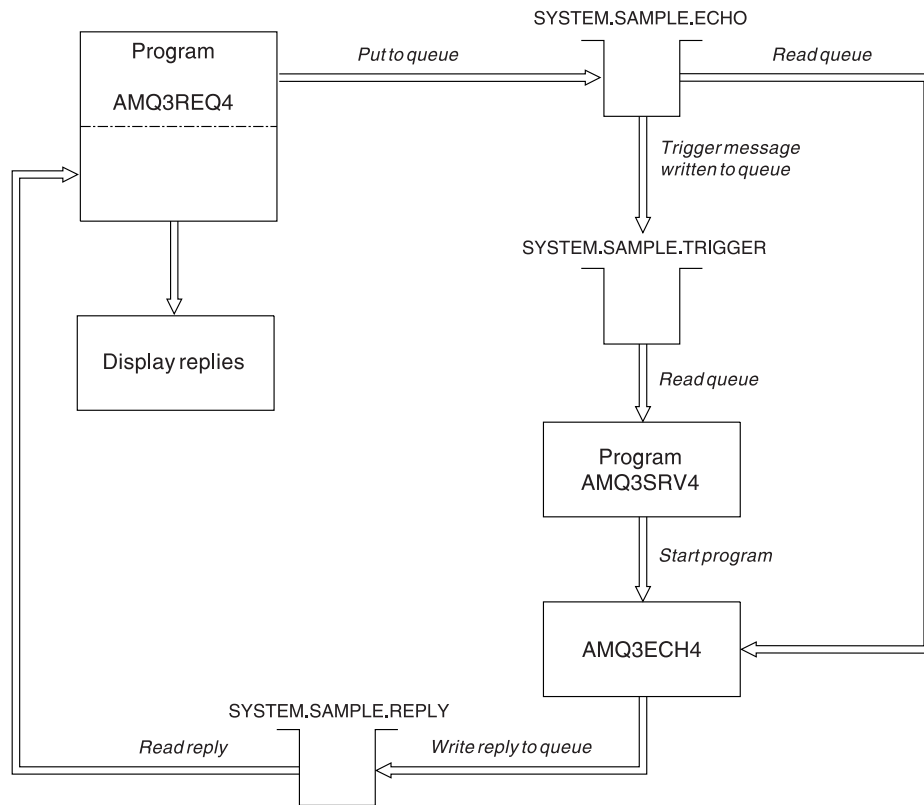 SYSTEM.SAMPLE.ECHO
Program
AMQ3REQ4
Put to queue
Read queue
Trigger message
written to queue
SYSTEM.SAMPLE.TRIGGER
Display replies
Read queue
Program
AMQ3SRV4
Start program
AMQ3ECH4
SYSTEM.SAMPLE.REPLY
Read reply
Write reply to queue